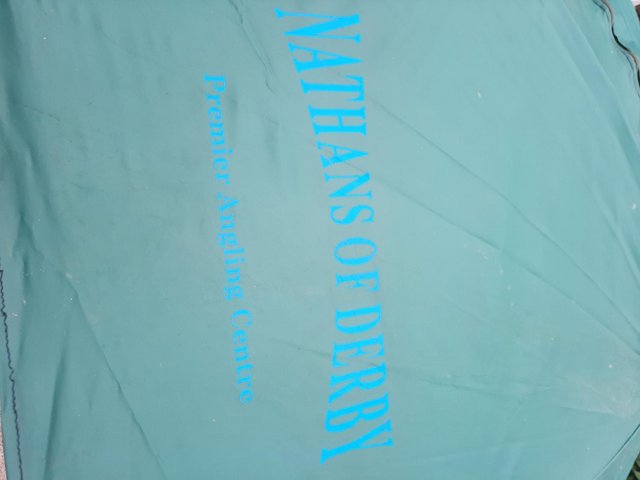 NATHANS OF DERBY
Premier Angling Centre